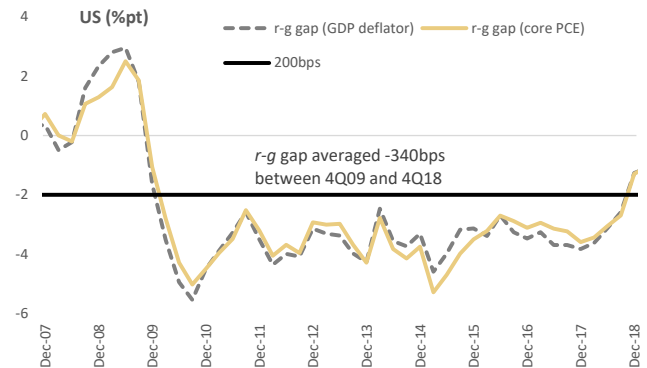 US (%pt)
r-g gap (GDP deflator)
r-g gap (core PCE)
200bps
4
2
0
-2
-4
-6
r-g gap averaged -340bps
between 4Q09 and 4Q18
Dec-07
Dec-08
Dec-09
Dec-10
Dec-11
Dec-12
Dec-13
Dec-14
Dec-15
Dec-16
Dec-17
Dec-18